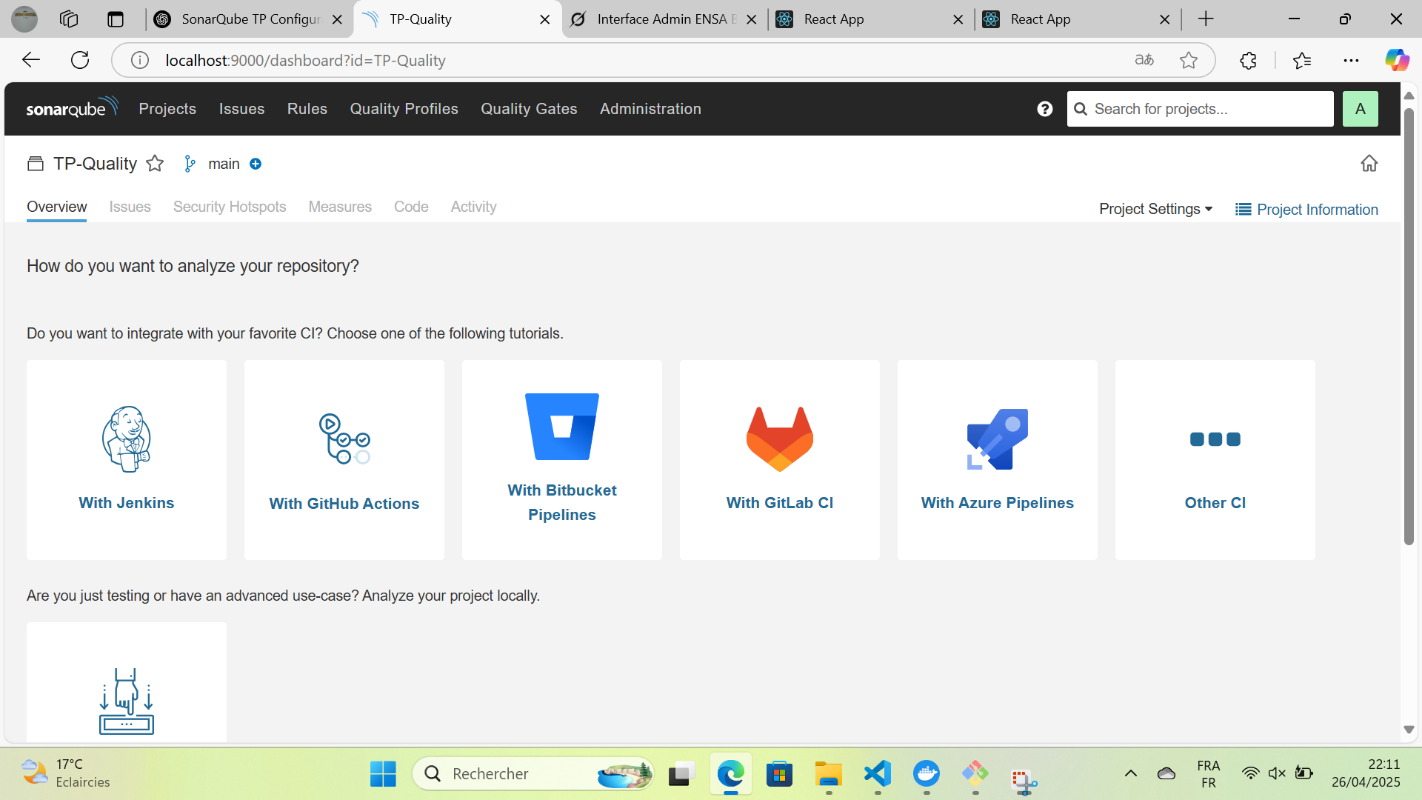 SonarQube TP Configur
TP-Quality
Interface Admin ENSA B
React App
React App
localhost:9000/dashboard?id=TP-Quality
sonarqube Projects Issues Rules Quality Profiles Quality Gates Administration
Search for projects...
A
TP-Quality main
Overview Issues Security Hotspots Measures Code Activity
Project Settings Project Information
How do you want to analyze your repository?
Do you want to integrate with your favorite CI? Choose one of the following tutorials.
With Jenkins
With GitHub Actions
With Bitbucket
Pipelines
With GitLab CI
With Azure Pipelines
Other CI
Are you just testing or have an advanced use-case? Analyze your project locally.
17°C
Eclaircies
Rechercher
FRA
FR
22:11
26/04/2025